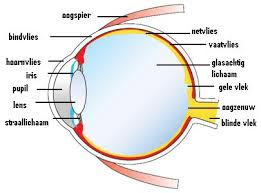 oogspier
bindvlies
hoornvlies
iris
pupil
lens
straallichaam
netvlies
vaatvlies
glasachtig
lichaam
gele vlek
oogzenuw
blinde vlek